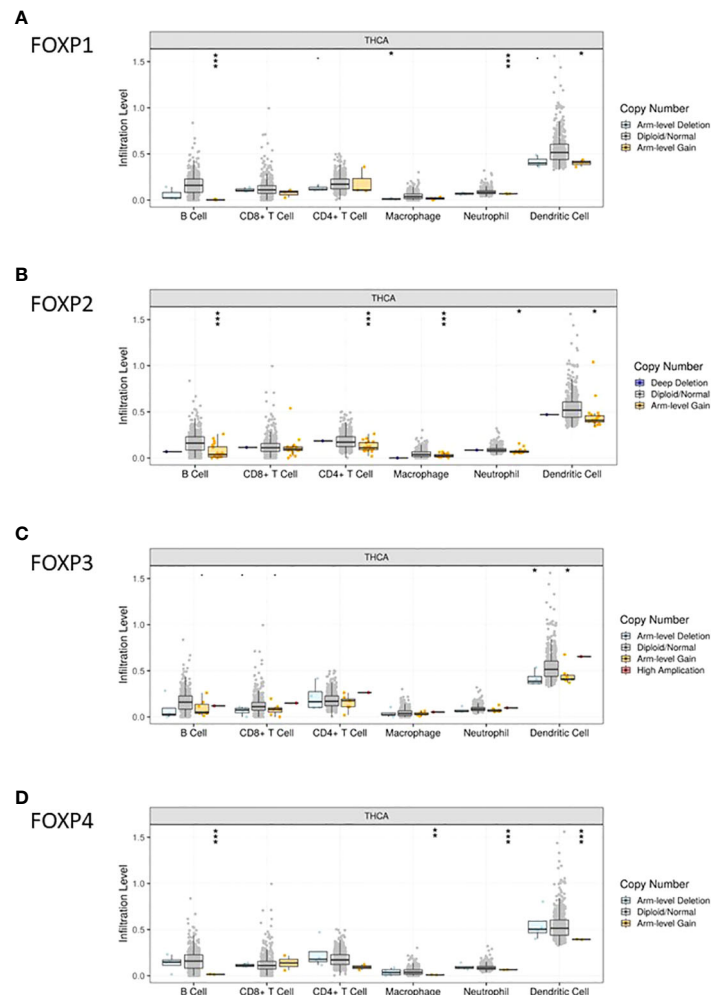 A
FOXP1
THCA
Infiltration Level
1.5
1.0
0.5
0.0
. *** . * *** . *
B Cell CD8+ T Cell CD4+ T Cell Macrophage Neutrophil Dendritic Cell
Copy Number
Arm-level Deletion
Diploid/Normal
Arm-level Gain
B
FOXP2
THCA
Infiltration Level
1.5
1.0
0.5
0.0
*** *** *** * *
B Cell CD8+ T Cell CD4+ T Cell Macrophage Neutrophil Dendritic Cell
Copy Number
Deep Deletion
Diploid/Normal
Arm-level Gain
C
FOXP3
THCA
Infiltration Level
1.5
1.0
0.5
0.0
. . . * *
B Cell CD8+ T Cell CD4+ T Cell Macrophage Neutrophil Dendritic Cell
Copy Number
Arm-level Deletion
Diploid/Normal
Arm-level Gain
High Amplication
D
FOXP4
THCA
Infiltration Level
1.5
1.0
0.5
0.0
*** ** *** ***
B Cell CD8+ T Cell CD4+ T Cell Macrophage Neutrophil Dendritic Cell
Copy Number
Arm-level Deletion
Diploid/Normal
Arm-level Gain